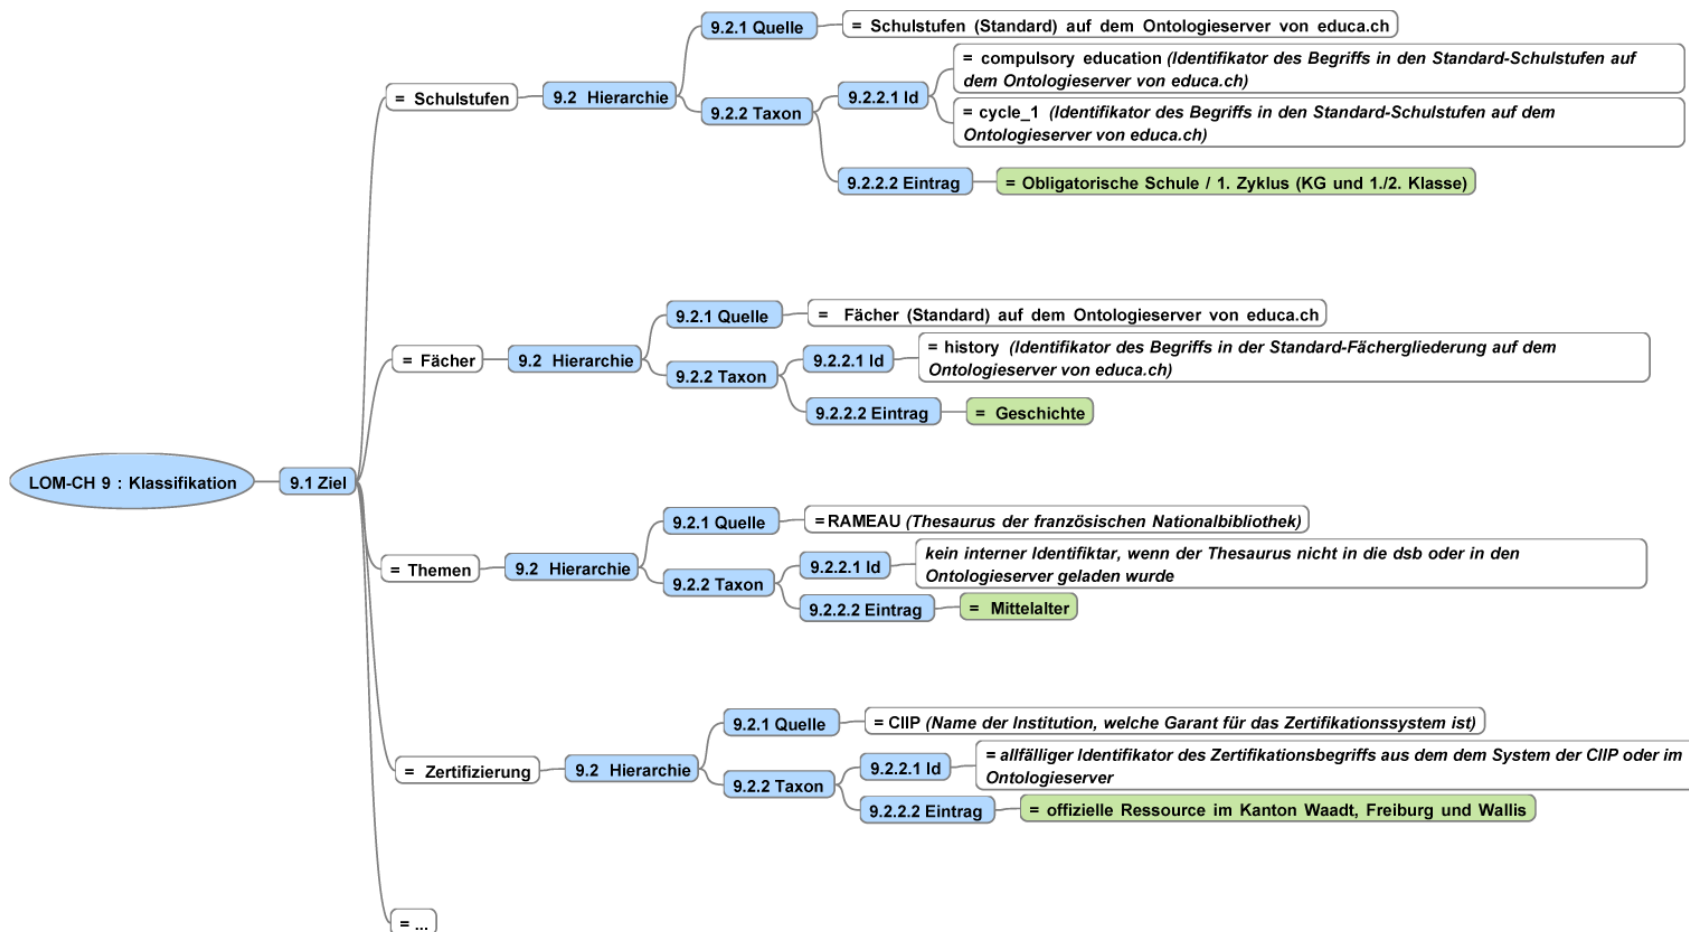 9.2.1 Quelle
= Schulstufen (Standard) auf dem Ontologieserver von educa.ch
= Schulstufen
9.2 Hierarchie
9.2.2 Taxon
9.2.2.1 Id
= compulsory education (Identifikator des Begriffs in den Standard-Schulstufen auf
dem Ontologieserver von educa.ch)
= cycle_1 (Identifikator des Begriffs in den Standard-Schulstufen auf dem
Ontologieserver von educa.ch)
9.2.2.2 Eintrag
= Obligatorische Schule / 1. Zyklus (KG und 1./2. Klasse)
9.2.1 Quelle
= Fächer (Standard) auf dem Ontologieserver von educa.ch
= Fächer
9.2 Hierarchie
9.2.2 Taxon
9.2.2.1 Id
= history (Identifikator des Begriffs in der Standard-Fächergliederung auf dem
Ontologieserver von educa.ch)
9.2.2.2 Eintrag
= Geschichte
LOM-CH 9 : Klassifikation
9.1 Ziel
9.2.1 Quelle
= RAMEAU (Thesaurus der französischen Nationalbibliothek)
= Themen
9.2 Hierarchie
9.2.2 Taxon
9.2.2.1 Id
kein interner Identifiktar, wenn der Thesaurus nicht in die dsb oder in den
Ontologieserver geladen wurde
9.2.2.2 Eintrag
= Mittelalter
9.2.1 Quelle
= CIIP (Name der Institution, welche Garant für das Zertifikationssystem ist)
= Zertifizierung
9.2 Hierarchie
9.2.2 Taxon
9.2.2.1 Id
= allfälliger Identifikator des Zertifikationsbegriffs aus dem dem System der CIIP oder im
Ontologieserver
9.2.2.2 Eintrag
= offizielle Ressource im Kanton Waadt, Freiburg und Wallis
= ...